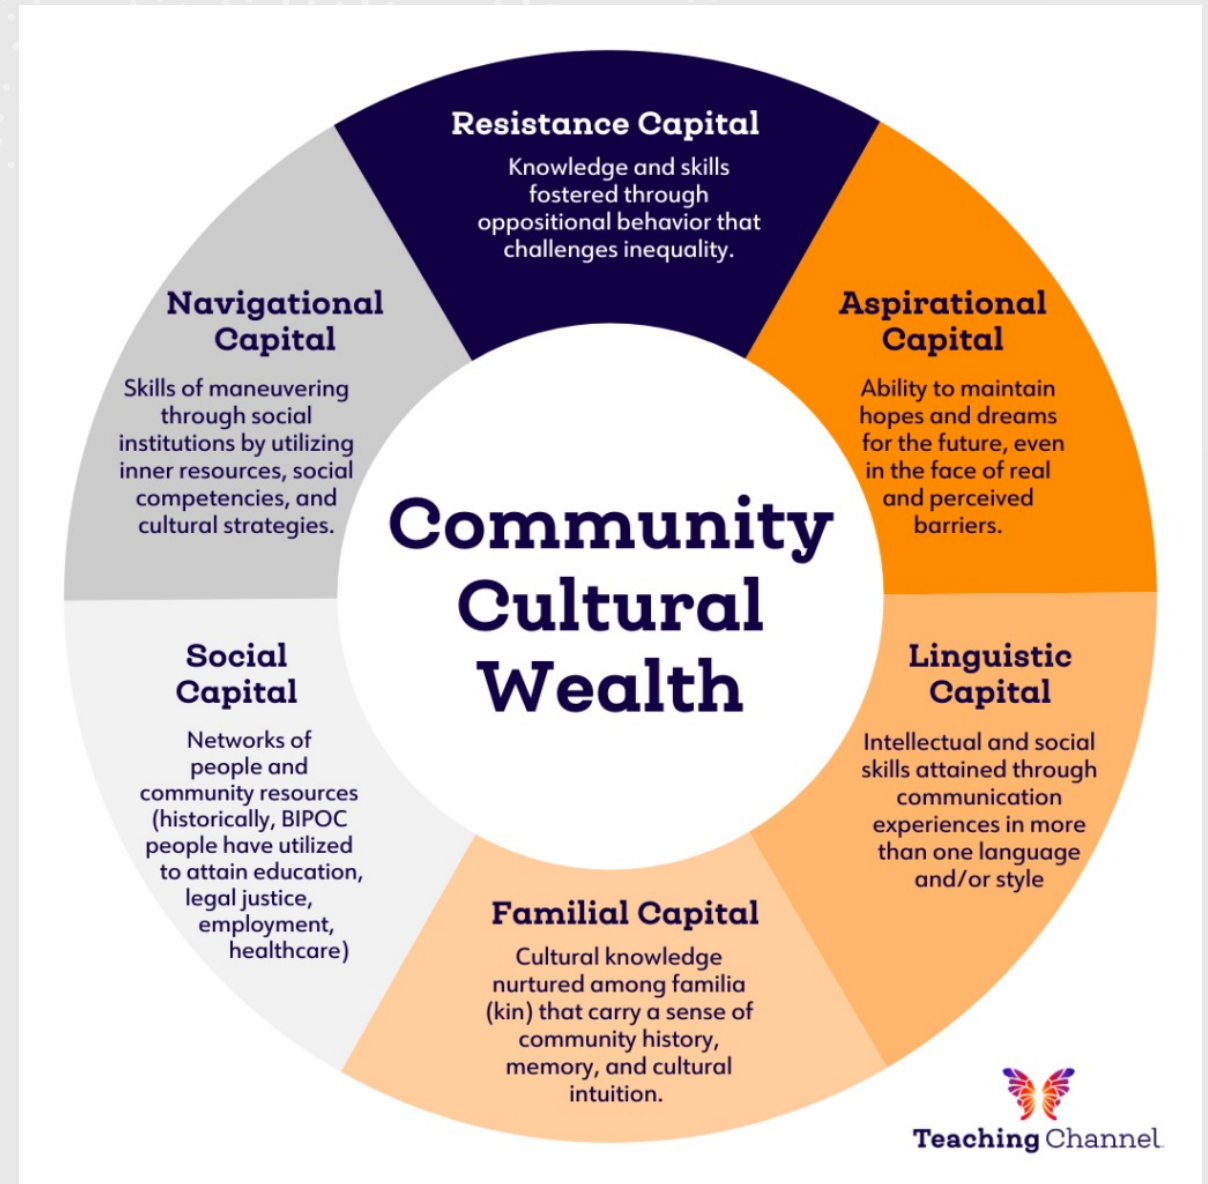 Resistance Capital
Knowledge and skills
fostered through
oppositional behavior that
challenges inequality.
Aspirational
Capital
Ability to maintain
hopes and dreams
for the future, even
in the face of real
and perceived
barriers.
Linguistic
Capital
Intellectual and social
skills attained through
communication
experiences in more
than one language
and/or style
Familial Capital
Cultural knowledge
nurtured among familia
(kin) that carry a sense of
community history,
memory, and cultural
intuition.
Social
Capital
Networks of
people and
community resources
(historically, BIPOC
people have utilized
to attain education,
legal justice,
employment,
healthcare)
Navigational
Capital
Skills of maneuvering
through social
institutions by utilizing
inner resources, social
competencies, and
cultural strategies.
Community
Cultural
Wealth
Teaching Channel